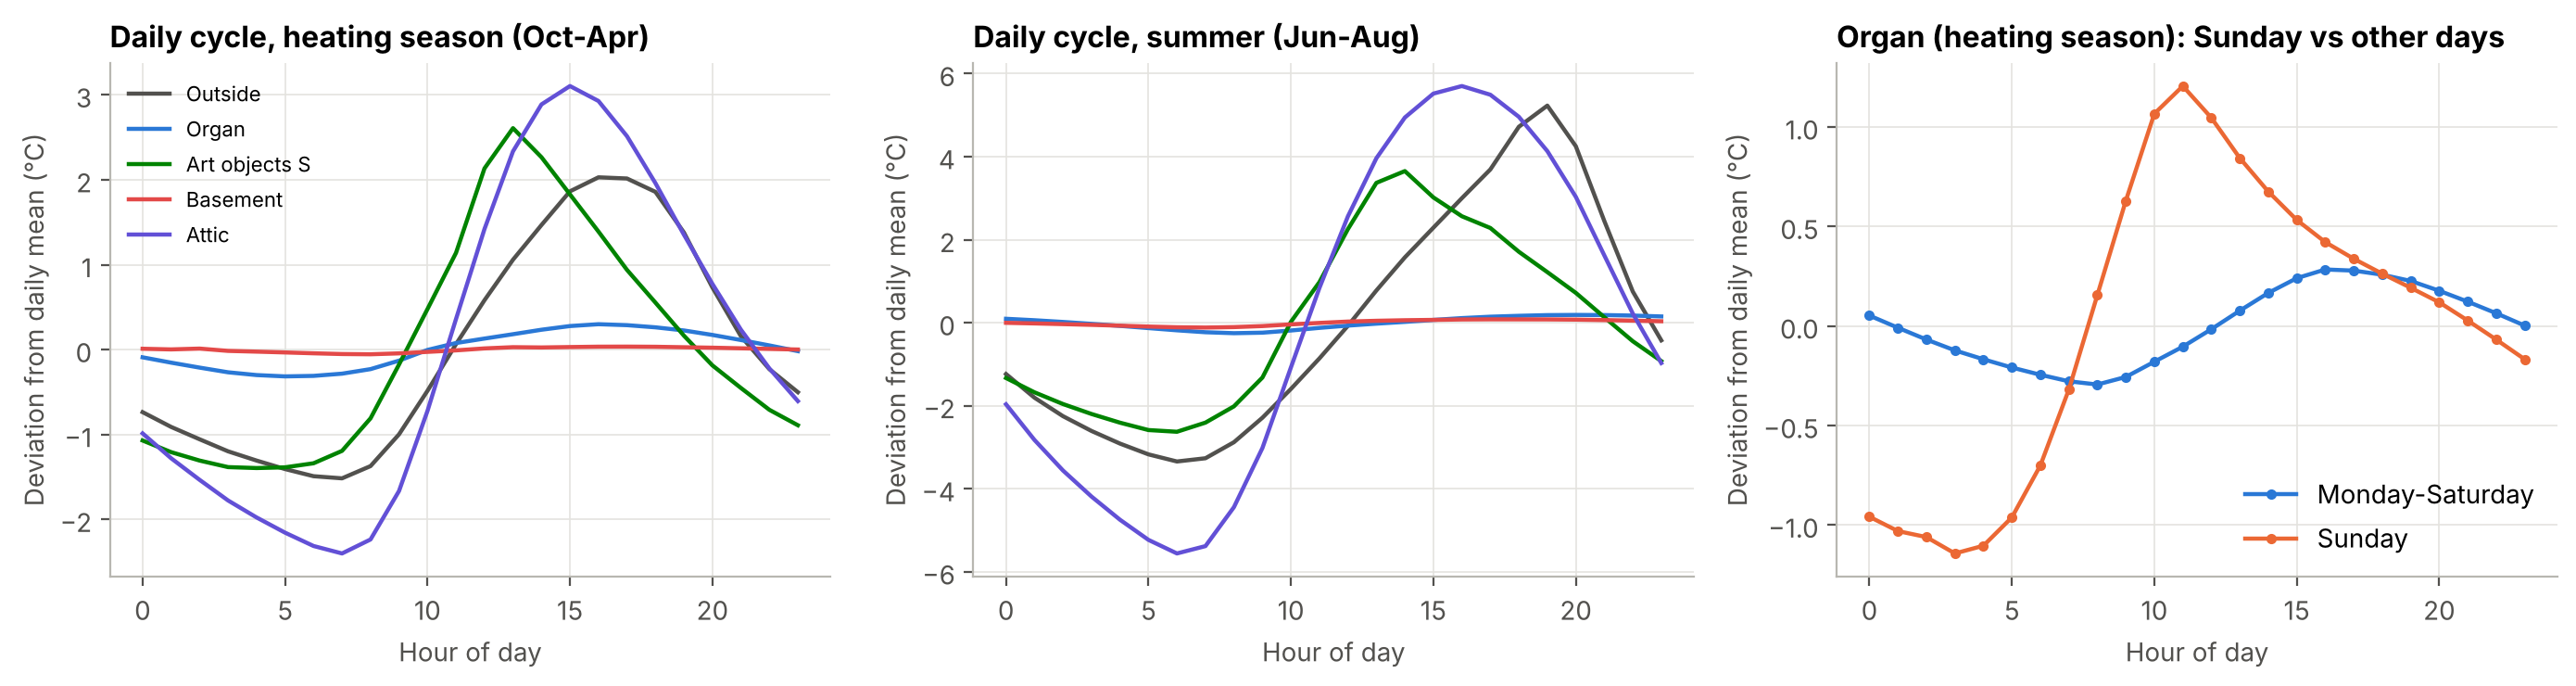 Daily cycle, heating season (Oct-Apr)
Deviation from daily mean (°C)
3
2
1
0
−1
−2
Outside
Organ
Art objects S
Basement
Attic
0 5 10 15 20
Hour of day
Daily cycle, summer (Jun-Aug)
Deviation from daily mean (°C)
6
4
2
0
−2
−4
−6
0 5 10 15 20
Hour of day
Organ (heating season): Sunday vs other days
Deviation from daily mean (°C)
1.0
0.5
0.0
−0.5
−1.0
Monday-Saturday
Sunday
0 5 10 15 20
Hour of day